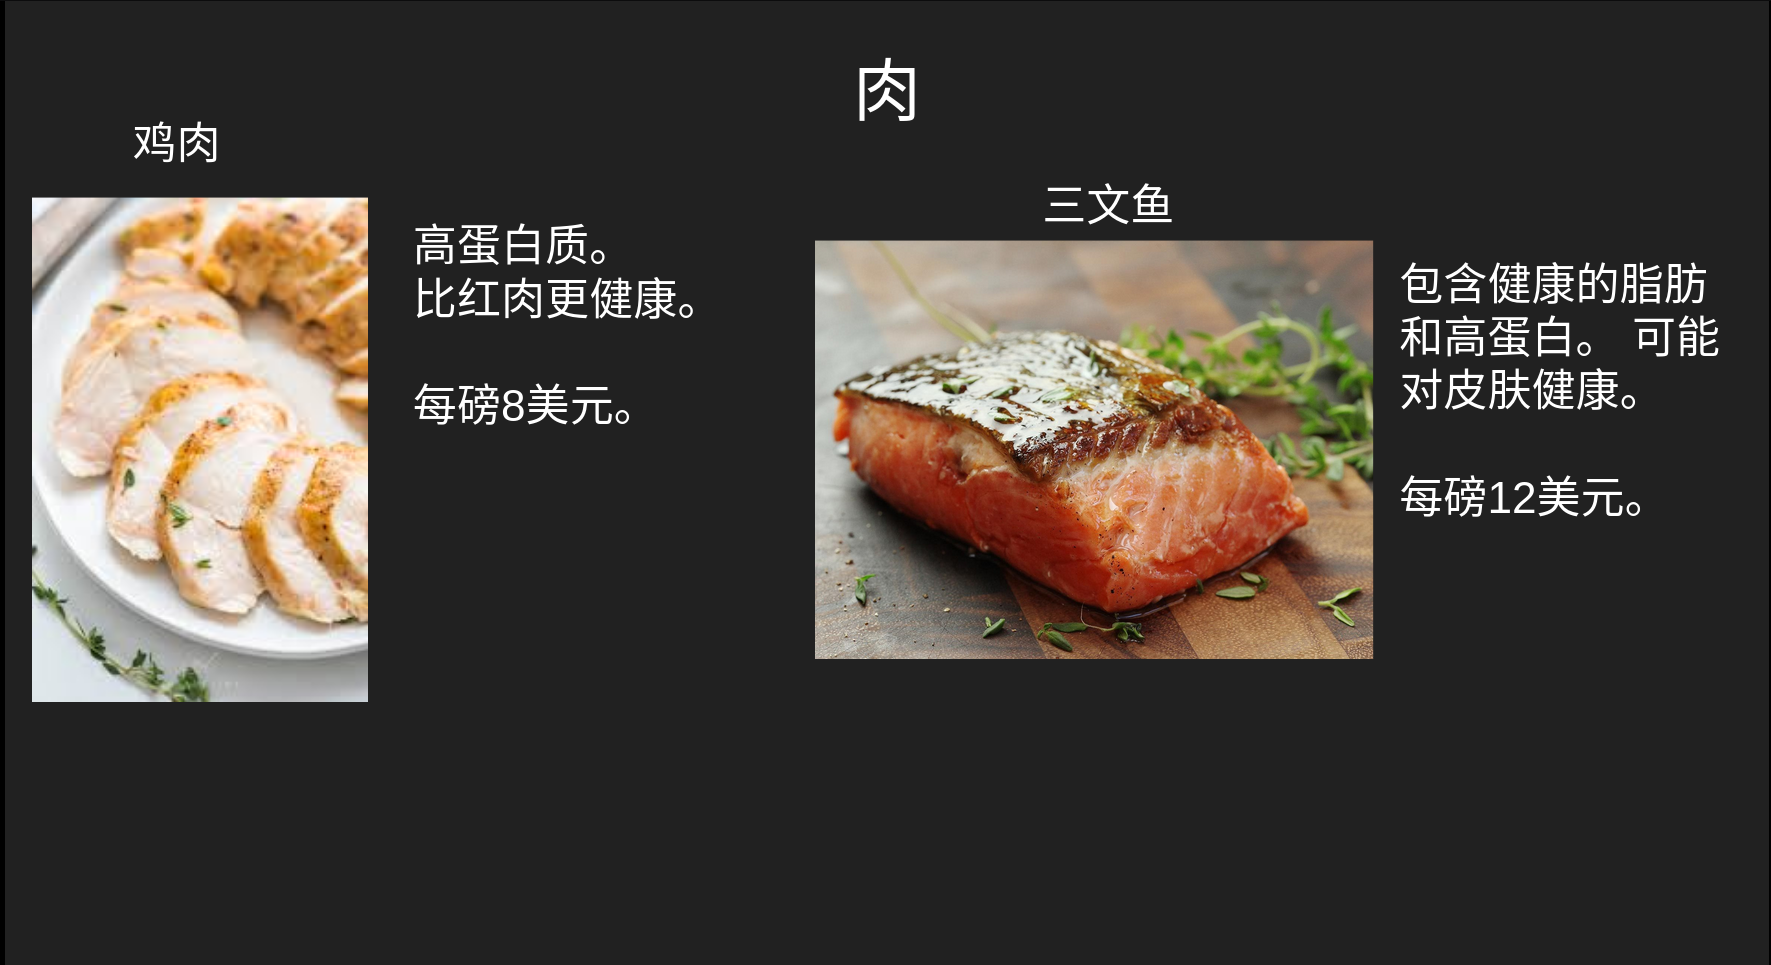 肉
鸡肉
高蛋白质。
比红肉更健康。
每磅8美元。
三文鱼
包含健康的脂肪
和高蛋白。 可能
对皮肤健康。
每磅12美元。